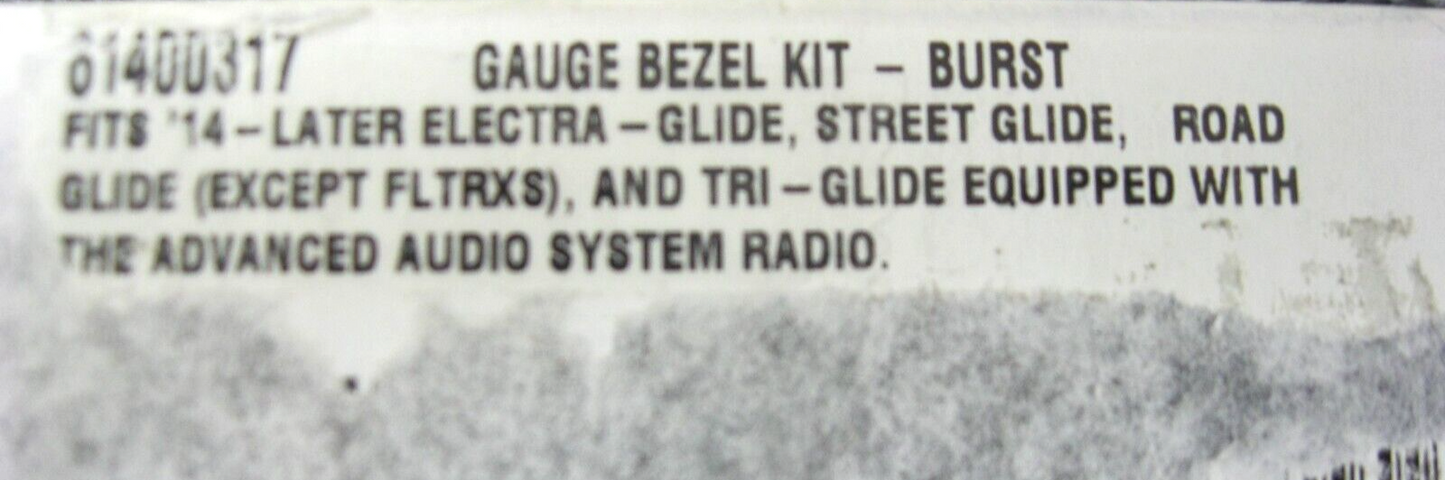 61400317 GAUGE BEZEL KIT – BURST
FITS '14–LATER ELECTRA–GLIDE, STREET GLIDE, ROAD
GLIDE (EXCEPT FLTRXS), AND TRI–GLIDE EQUIPPED WITH
THE ADVANCED AUDIO SYSTEM RADIO.